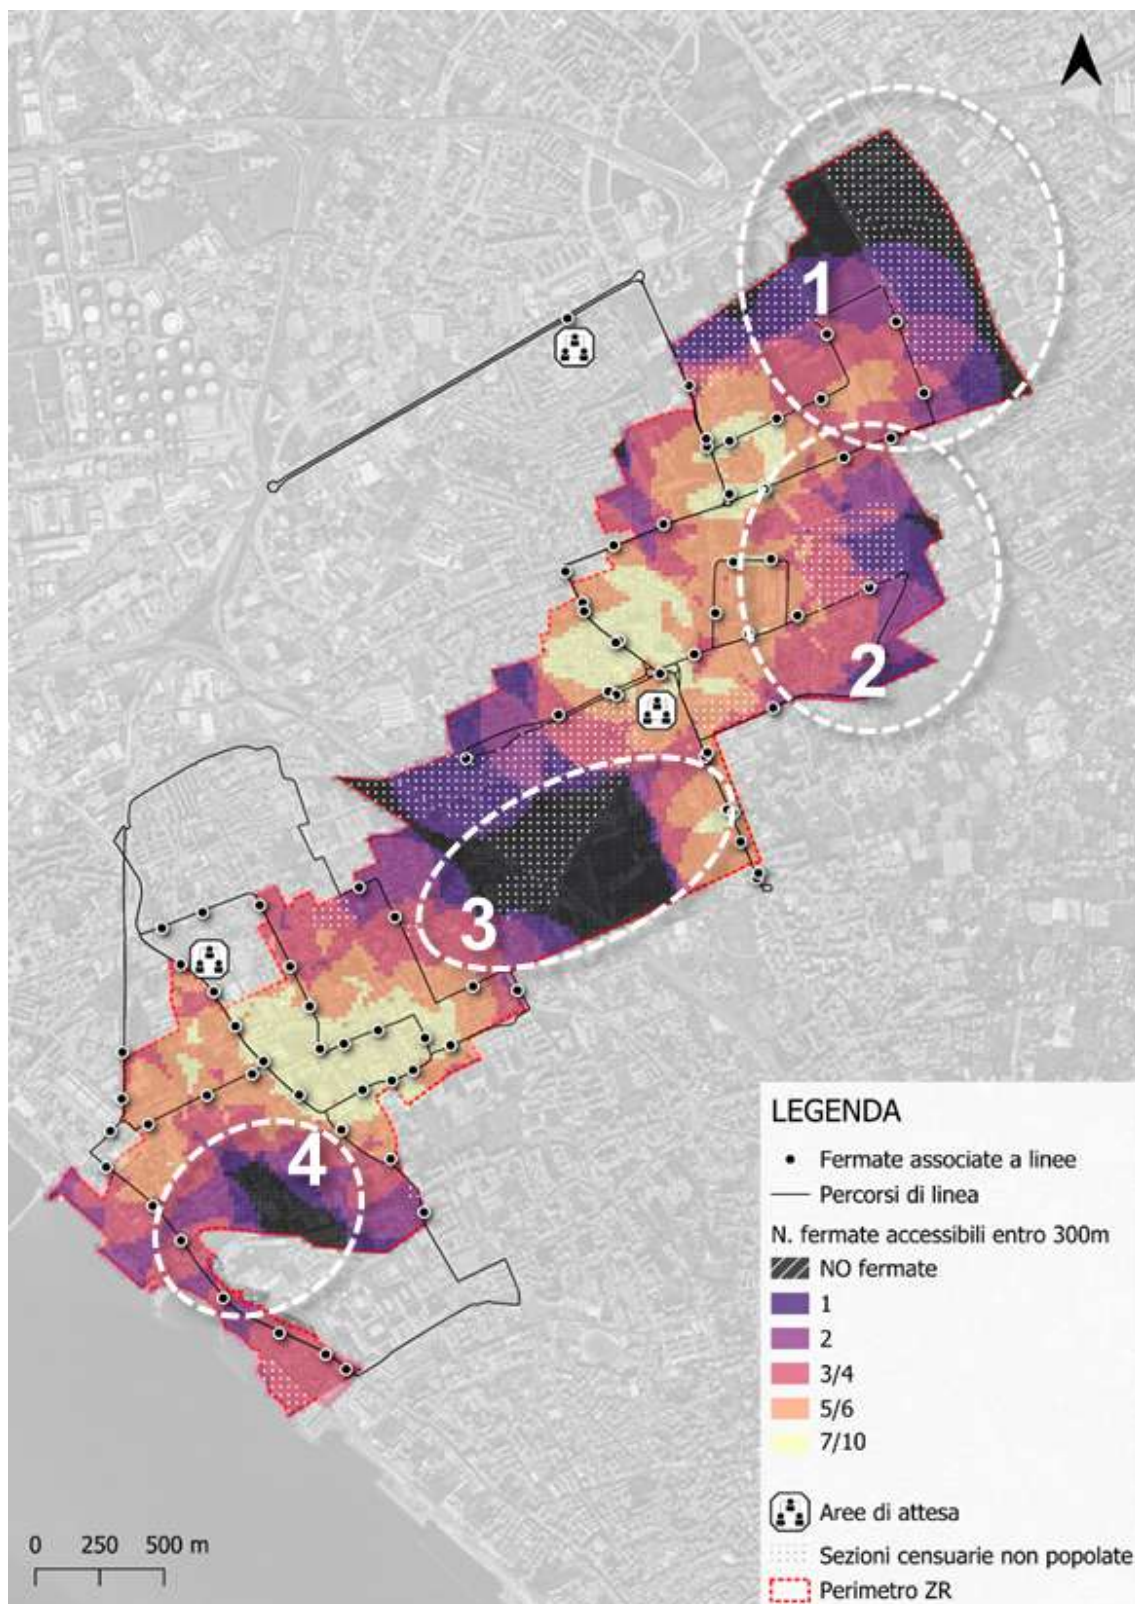 1
2
3
4
LEGENDA
Fermate associate a linee
Percorsi di linea
N. fermate accessibili entro 300m
NO fermate
1
2
3/4
5/6
7/10
Aree di attesa
Sezioni censuarie non popolate
Perimetro ZR
0 250 500 m